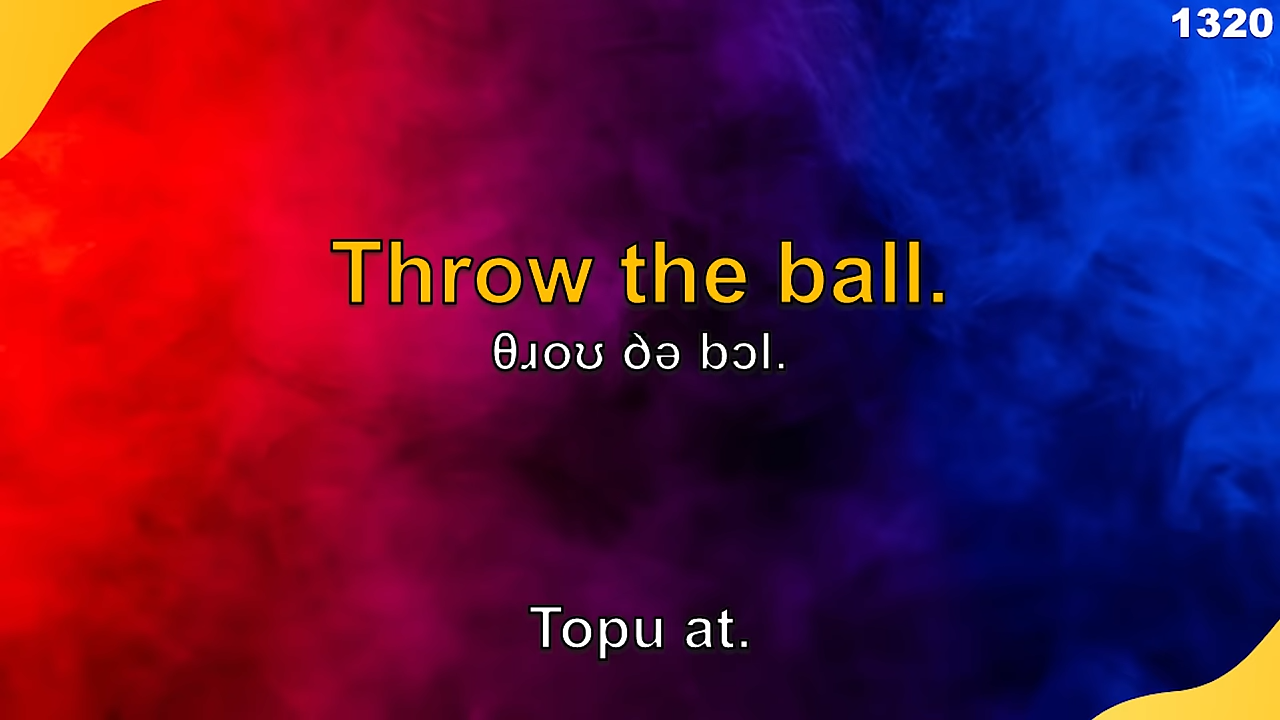 1320
Throw the ball.
θɹoʊ ðə bɔl.
Topu at.